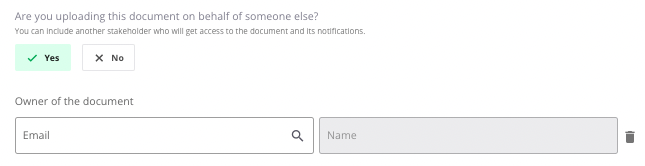 Are you uploading this document on behalf of someone else?
You can include another stakeholder who will get access to the document and its notifications.
Yes No
Owner of the document
Email Name